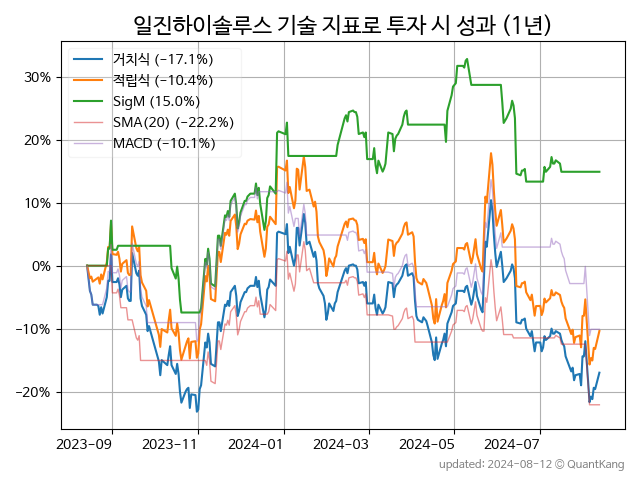 일진하이솔루스 기술 지표로 투자 시 성과 (1년)
거치식 (−17.1%)
적립식 (−10.4%)
SigM (15.0%)
SMA(20) (−22.2%)
MACD (−10.1%)
30%
20%
10%
0%
−10%
−20%
2023-09 2023-11 2024-01 2024-03 2024-05 2024-07
updated: 2024-08-12 © QuantKang